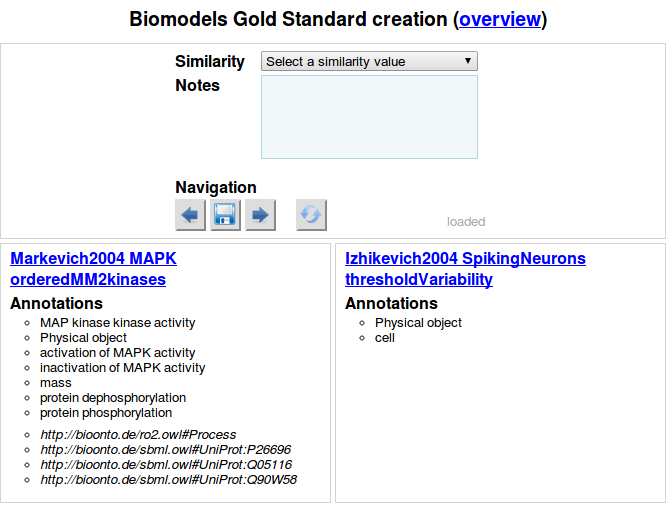 Biomodels Gold Standard creation (overview)
Similarity
Select a similarity value
Notes
Navigation
loaded
Markevich2004 MAPK
orderedMM2kinases
Annotations
MAP kinase kinase activity
Physical object
activation of MAPK activity
inactivation of MAPK activity
mass
protein dephosphorylation
protein phosphorylation
http://bioonto.de/ro2.owl#Process
http://bioonto.de/sbml.owl#UniProt:P26696
http://bioonto.de/sbml.owl#UniProt:Q05116
http://bioonto.de/sbml.owl#UniProt:Q90W58
Izhikevich2004 SpikingNeurons
thresholdVariability
Annotations
Physical object
cell